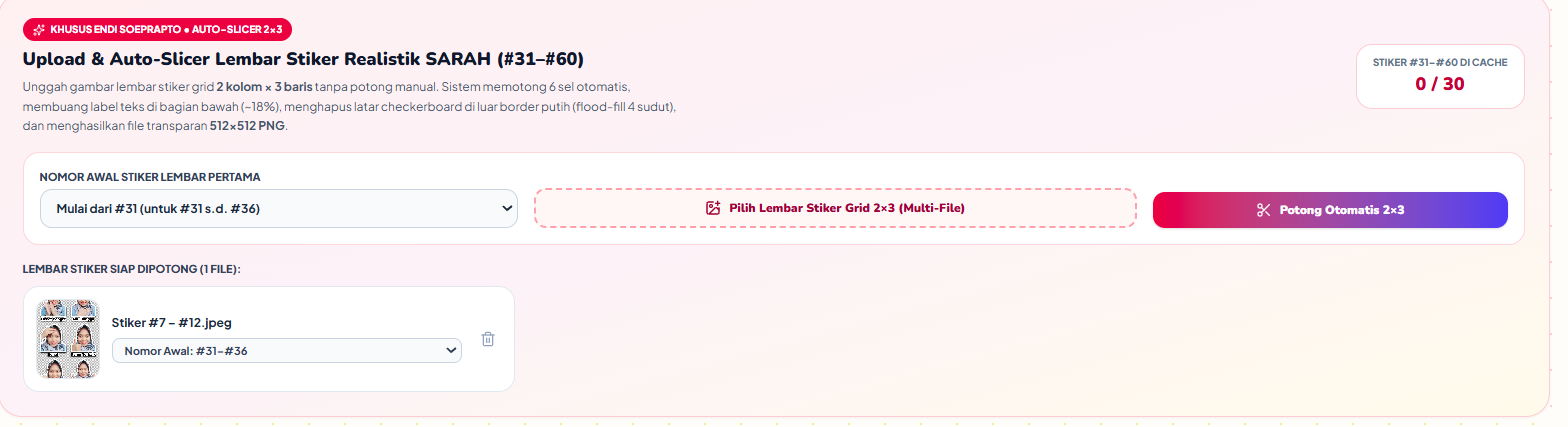 KHUSUS ENDI SOEPRAPTO ● AUTO-SLICER 2×3
Upload & Auto-Slicer Lembar Stiker Realistik SARAH (#31–#60)
Unggah gambar lembar stiker grid 2 kolom × 3 baris tanpa potong manual. Sistem memotong 6 sel otomatis,
membuang label teks di bagian bawah (~18%), menghapus latar checkerboard di luar border putih (flood-fill 4 sudut),
dan menghasilkan file transparan 512×512 PNG.
STIKER #31–#60 DI CACHE
0 / 30
NOMOR AWAL STIKER LEMBAR PERTAMA
Mulai dari #31 (untuk #31 s.d. #36)
Pilih Lembar Stiker Grid 2×3 (Multi-File)
Potong Otomatis 2×3
LEMBAR STIKER SIAP DIPOTONG (1 FILE):
Stiker #7 – #12.jpeg
Nomor Awal: #31–#36